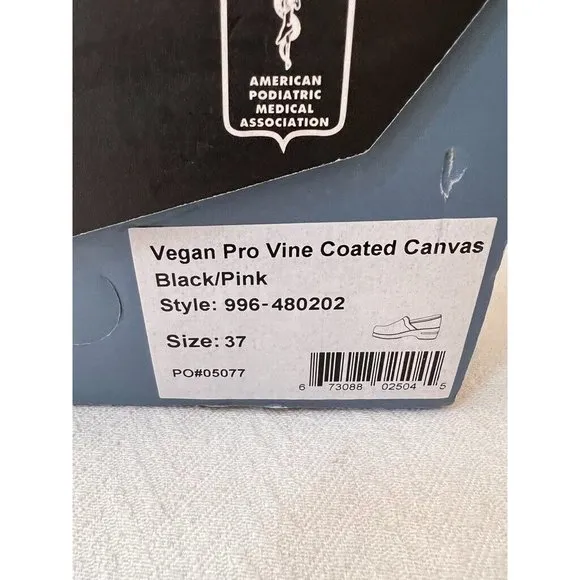 AMERICAN
PODIATRIC
MEDICAL
ASSOCIATION
Vegan Pro Vine Coated Canvas
Black/Pink
Style: 996-480202
Size: 37
PO#05077
6 73088 02504 5